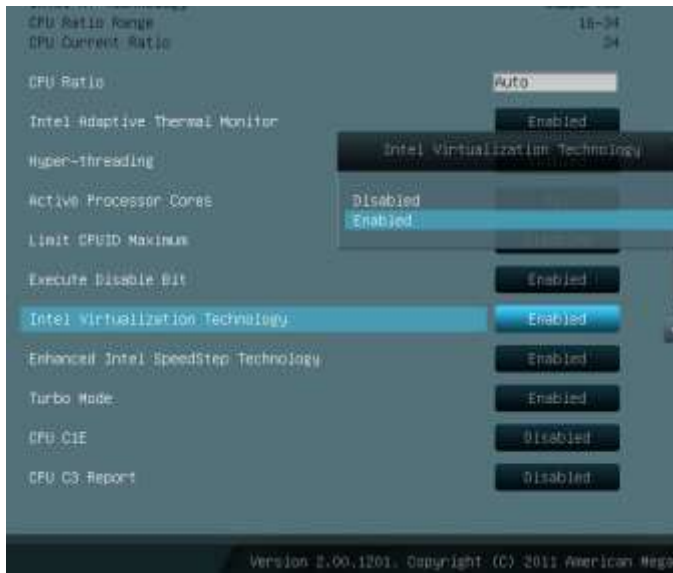 CPU Ratio Range 16-34
CPU Current Ratio 34
CPU Ratio Auto
Intel Adaptive Thermal Monitor Enabled
Intel Virtualization Technology
Hyper-threading
Active Processor Cores Disabled
Enabled
Limit CPUID Maximum
Execute Disable Bit Enabled
Intel Virtualization Technology Enabled
Enhanced Intel SpeedStep Technology Enabled
Turbo Mode Enabled
CPU C1E Disabled
CPU C3 Report Disabled
Version 2.00.1201. Copyright (C) 2011 American